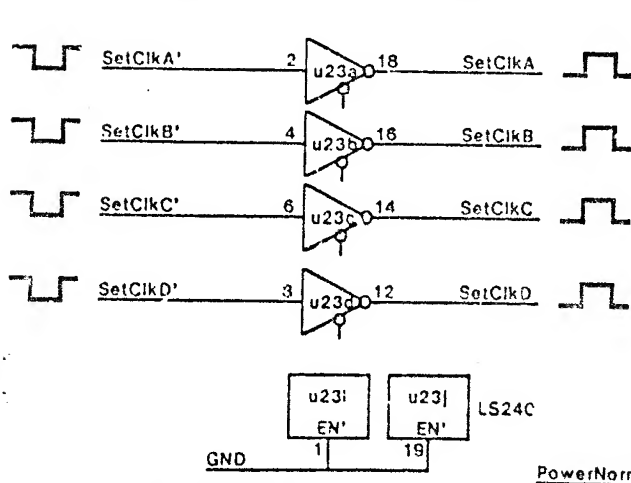 SetClkA' 2 u23a 18 SetClkA
SetClkB' 4 u23b 16 SetClkB
SetClkC' 6 u23c 14 SetClkC
SetClkD' 3 u23d 12 SetClkD
u23i u23j LS240
EN' EN'
1 19
GND
PowerNorr